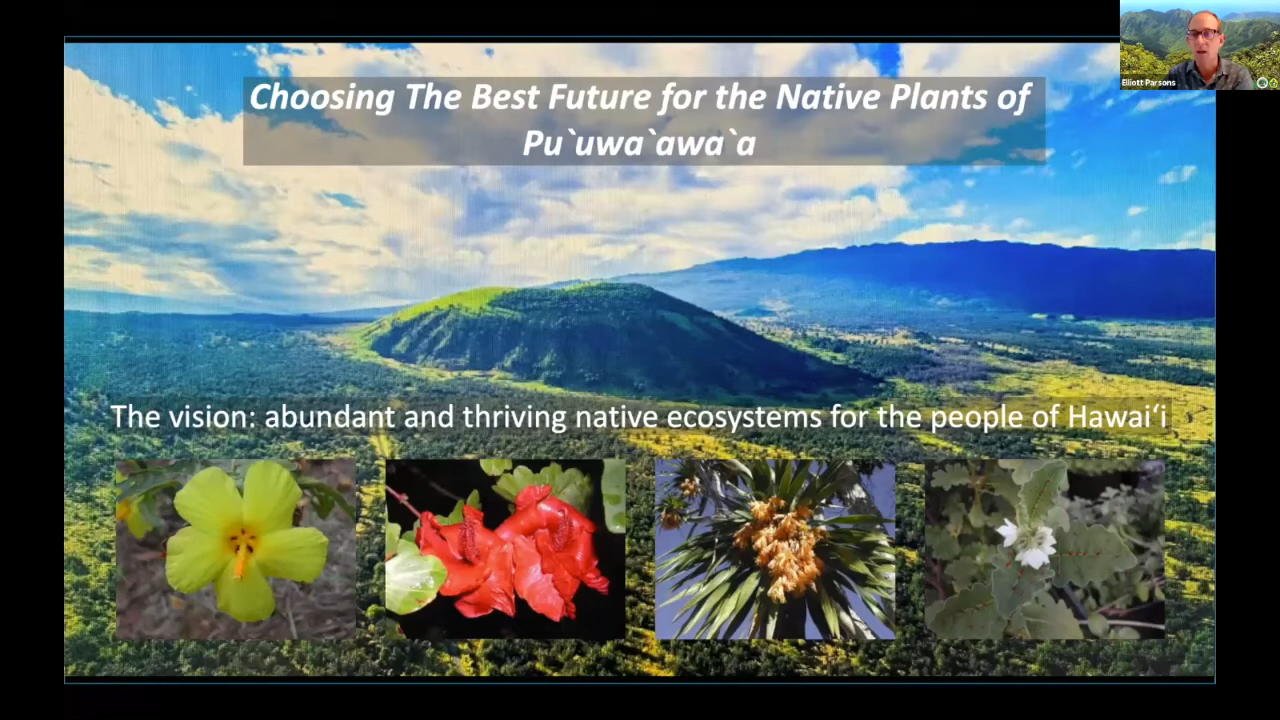 Choosing The Best Future for the Native Plants of
Pu`uwa`awa`a
Elliott Parsons
The vision: abundant and thriving native ecosystems for the people of Hawai‘i